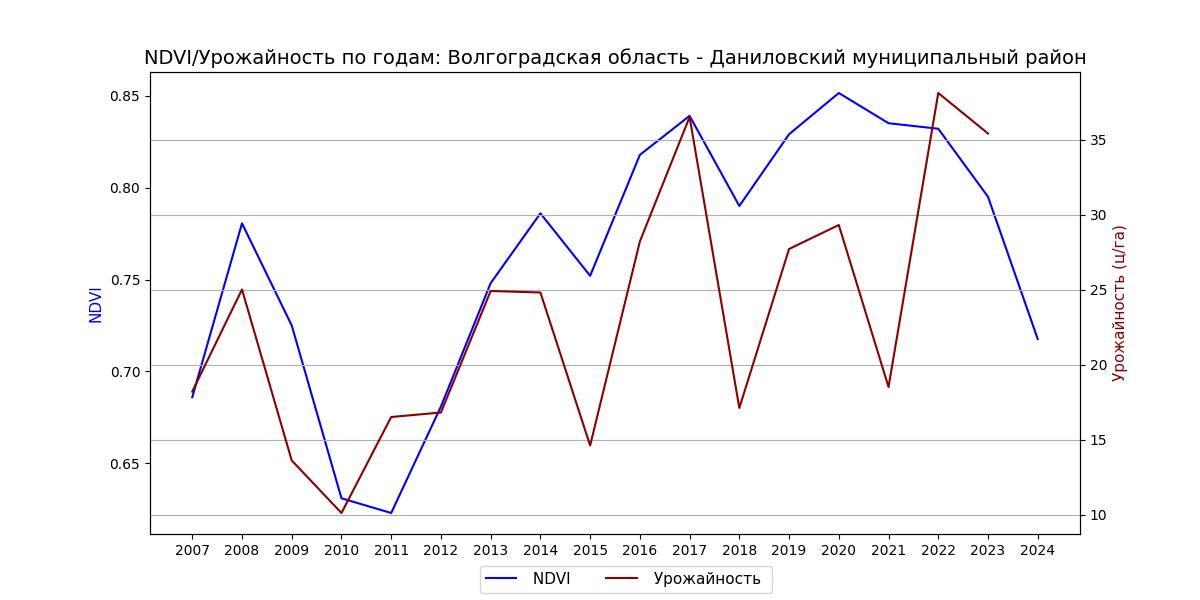 NDVI/Урожайность по годам: Волгоградская область - Даниловский муниципальный район
0.85
0.80
0.75
0.70
0.65
NDVI
35
30
25
20
15
10
Урожайность (ц/га)
2007 2008 2009 2010 2011 2012 2013 2014 2015 2016 2017 2018 2019 2020 2021 2022 2023 2024
NDVI Урожайность